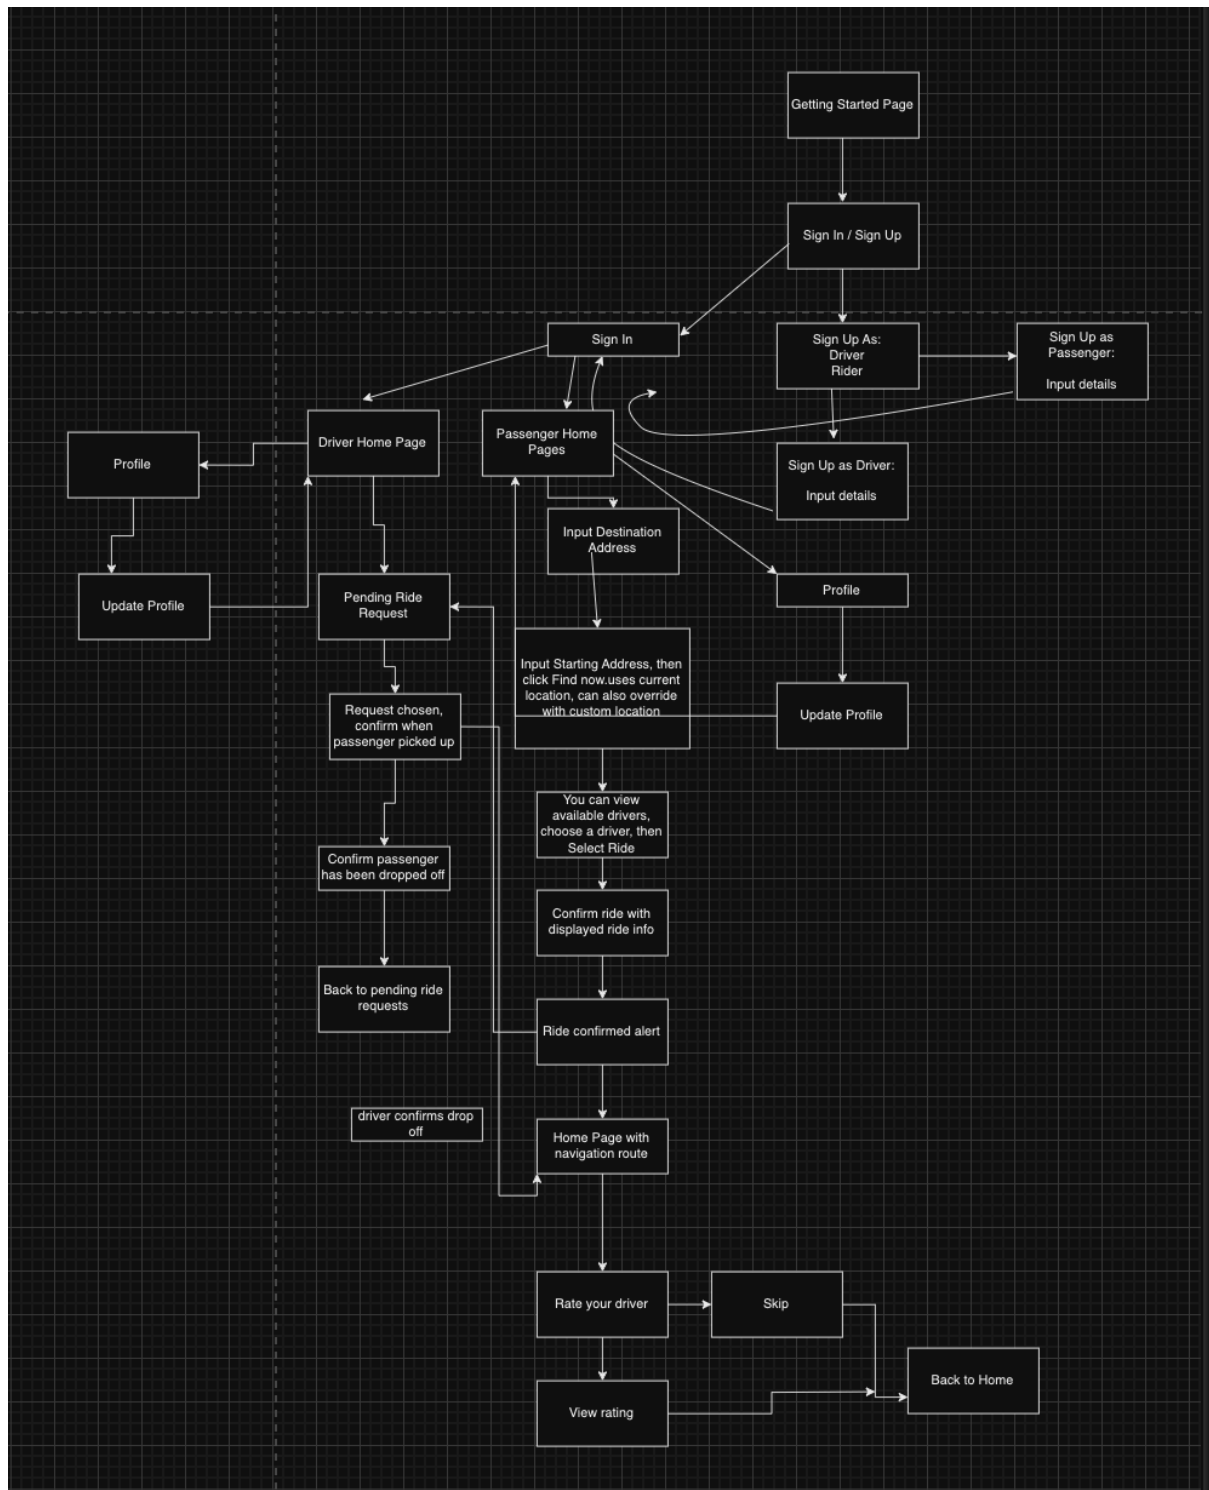 Getting Started Page
Sign In / Sign Up
Sign In
Sign Up As:
Driver
Rider
Sign Up as
Passenger:
Input details
Driver Home Page
Passenger Home
Pages
Profile
Sign Up as Driver:
Input details
Input Destination
Address
Update Profile
Pending Ride
Request
Profile
Input Starting Address, then
click Find now.uses current
location, can also override
with custom location
Request chosen,
confirm when
passenger picked up
Update Profile
You can view
available drivers,
choose a driver, then
Select Ride
Confirm passenger
has been dropped off
Confirm ride with
displayed ride info
Back to pending ride
requests
Ride confirmed alert
driver confirms drop
off
Home Page with
navigation route
Rate your driver
Skip
Back to Home
View rating